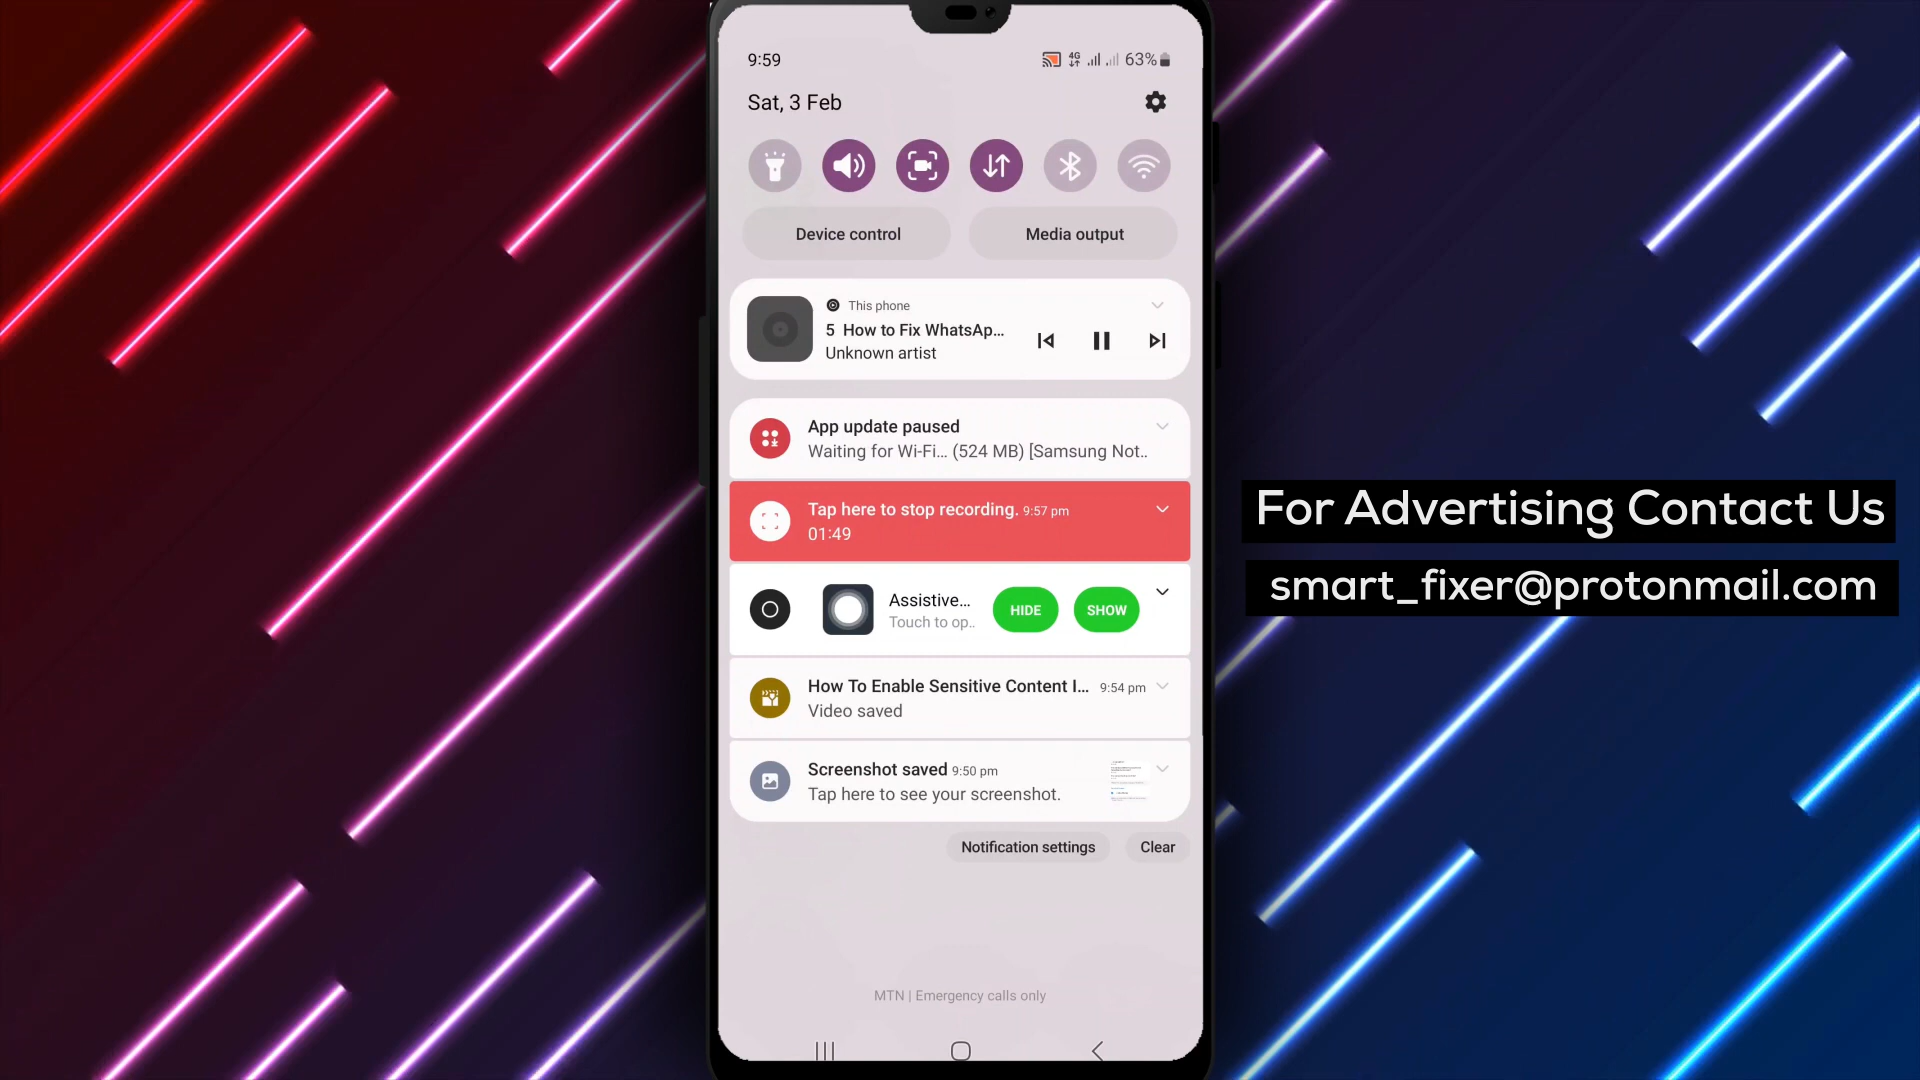 9:59
4G 63%
Sat, 3 Feb
Device control
Media output
This phone
5 How to Fix WhatsAp...
Unknown artist
App update paused
Waiting for Wi-Fi... (524 MB) [Samsung Not..
Tap here to stop recording. 9:57 pm
01:49
Assistive...
Touch to op..
HIDE
SHOW
How To Enable Sensitive Content I... 9:54 pm
Video saved
Screenshot saved 9:50 pm
Tap here to see your screenshot.
Notification settings
Clear
MTN | Emergency calls only
For Advertising Contact Us
smart_fixer@protonmail.com